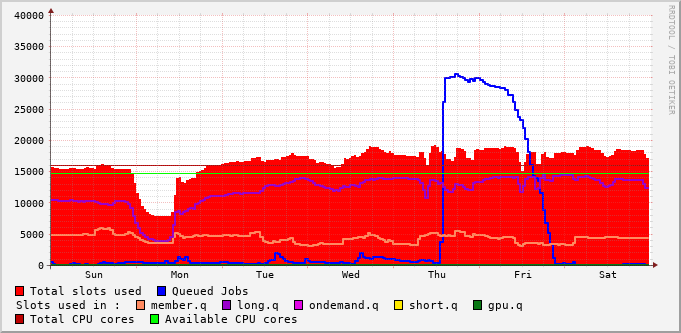 40000
35000
30000
25000
20000
15000
10000
5000
0
Sun Mon Tue Wed Thu Fri Sat
RRDTOOL / TOBI OETIKER
Total slots used Queued Jobs
Slots used in : member.q long.q ondemand.q short.q gpu.q
Total CPU cores Available CPU cores